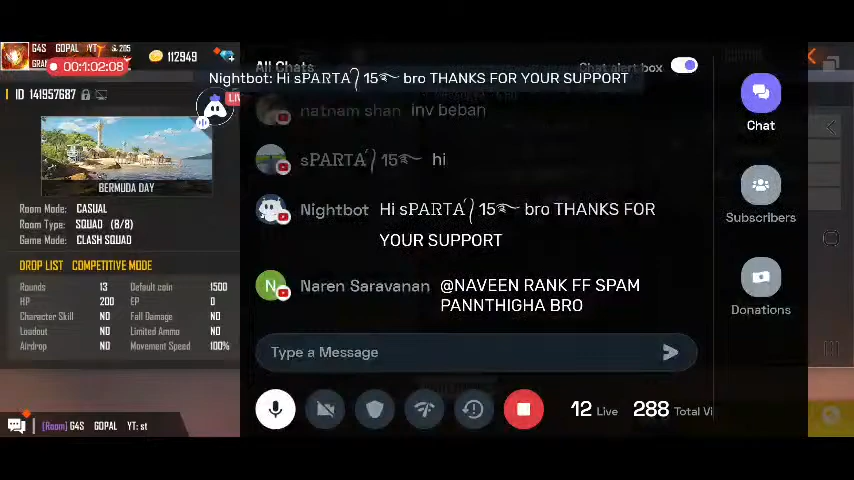 G4S GOPAL YT S. 205
112949
00:1:02:08
ID 141957687
LIV
BERMUDA DAY
Room Mode: CASUAL
Room Type: SQUAD (8/8)
Game Mode: CLASH SQUAD
DROP LIST COMPETITIVE MODE
Rounds 13 Default coin 1500
HP 200 EP 0
Character Skill NO Fall Damage NO
Loadout NO Limited Ammo NO
Airdrop NO Movement Speed 100%
[Room] G4S GOPAL YT: st
All Chats
Chat alert box
Nightbot: Hi sPARTA᭄15࿐ bro THANKS FOR YOUR SUPPORT
natnam shan inv beban
sPARTA᭄15࿐ hi
Nightbot Hi sPARTA᭄15࿐ bro THANKS FOR
YOUR SUPPORT
N Naren Saravanan @NAVEEN RANK FF SPAM
PANNTHIGHA BRO
Type a Message
12 Live 288 Total Vi
Chat
Subscribers
Donations